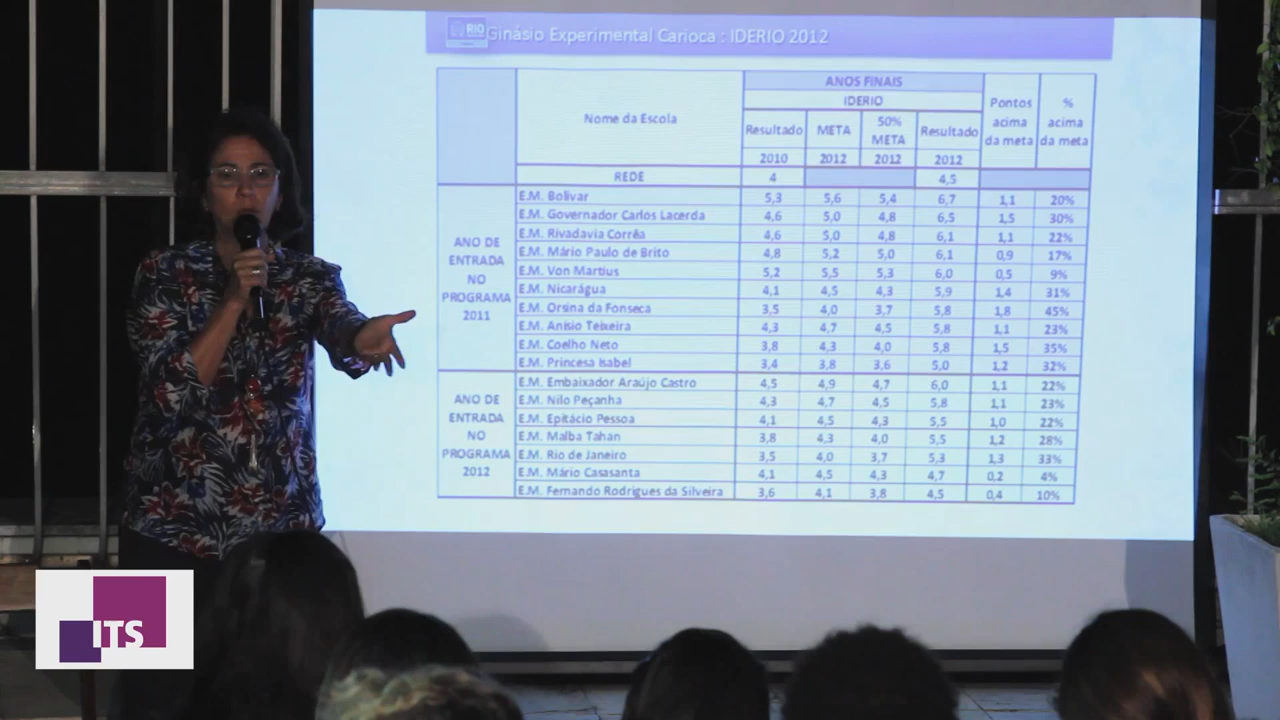 RIO
Ginásio Experimental Carioca : IDERIO 2012
Nome da Escola
ANOS FINAIS
IDERIO
Resultado META 50% META Resultado
2010 2012 2012 2012
Pontos acima da meta
% acima da meta
REDE 4 4,5
ANO DE ENTRADA NO PROGRAMA 2011
E.M. Bolivar 5,3 5,6 5,4 6,7 1,1 20%
E.M. Governador Carlos Lacerda 4,6 5,0 4,8 6,5 1,5 30%
E.M. Rivadavia Corrêa 4,6 5,0 4,8 6,1 1,1 22%
E.M. Mário Paulo de Brito 4,8 5,2 5,0 6,1 0,9 17%
E.M. Von Martius 5,2 5,5 5,3 6,0 0,5 9%
E.M. Nicarágua 4,1 4,5 4,3 5,9 1,4 31%
E.M. Orsina da Fonseca 3,5 4,0 3,7 5,8 1,8 45%
E.M. Anisio Teixeira 4,3 4,7 4,5 5,8 1,1 23%
E.M. Coelho Neto 3,8 4,3 4,0 5,8 1,5 35%
E.M. Princesa Isabel 3,4 3,8 3,6 5,0 1,2 32%
ANO DE ENTRADA NO PROGRAMA 2012
E.M. Embaixador Araújo Castro 4,5 4,9 4,7 6,0 1,1 22%
E.M. Nilo Peçanha 4,3 4,7 4,5 5,8 1,1 23%
E.M. Epitácio Pessoa 4,1 4,5 4,3 5,5 1,0 22%
E.M. Malba Tahan 3,8 4,3 4,0 5,5 1,2 28%
E.M. Rio de Janeiro 3,5 4,0 3,7 5,3 1,3 33%
E.M. Mário Casasanta 4,1 4,5 4,3 4,7 0,2 4%
E.M. Fernando Rodrigues da Silveira 3,6 4,1 3,8 4,5 0,4 10%
ITS